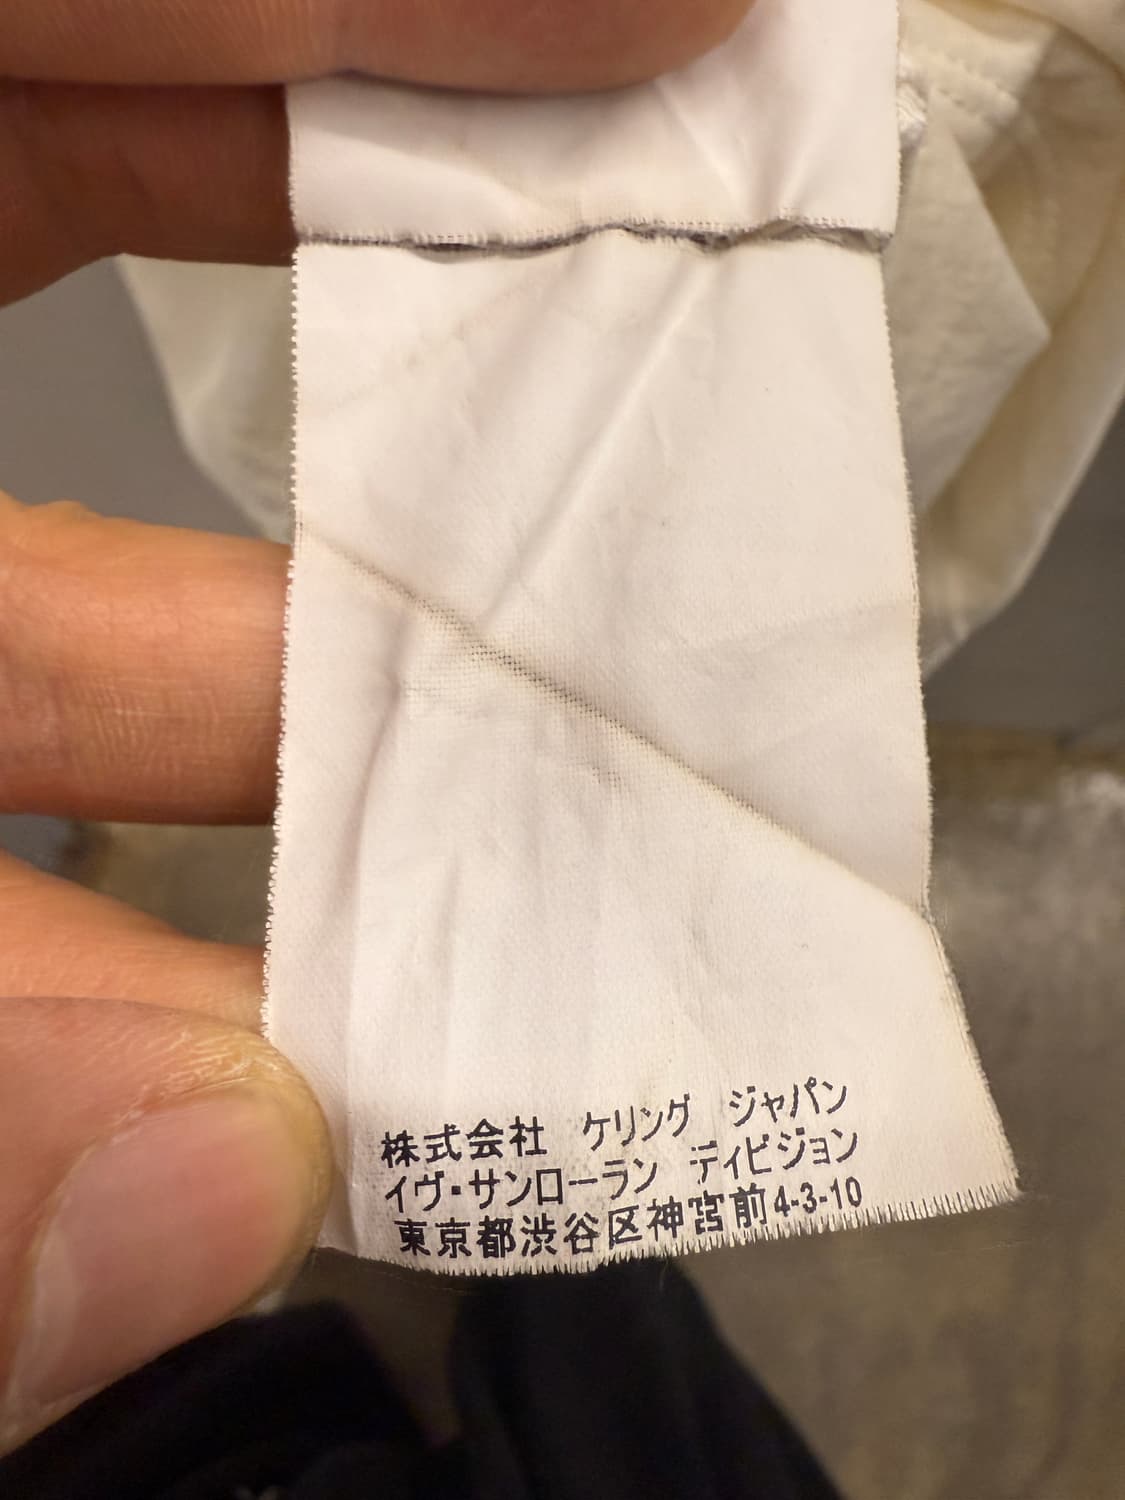 株式会社 ケリング ジャパン
イヴ・サンローラン ディビジョン
東京都渋谷区神宮前4-3-10